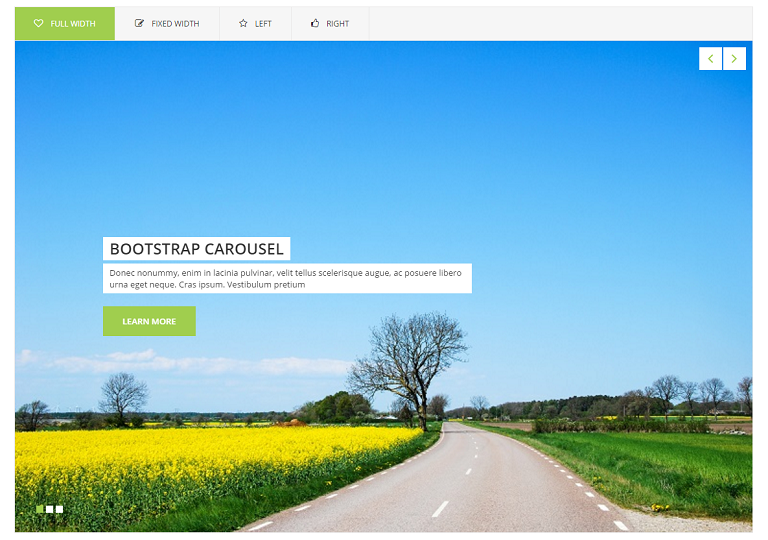 FULL WIDTH
FIXED WIDTH
LEFT
RIGHT
BOOTSTRAP CAROUSEL
Donec nonummy, enim in lacinia pulvinar, velit tellus scelerisque augue, ac posuere libero
urna eget neque. Cras ipsum. Vestibulum pretium
LEARN MORE